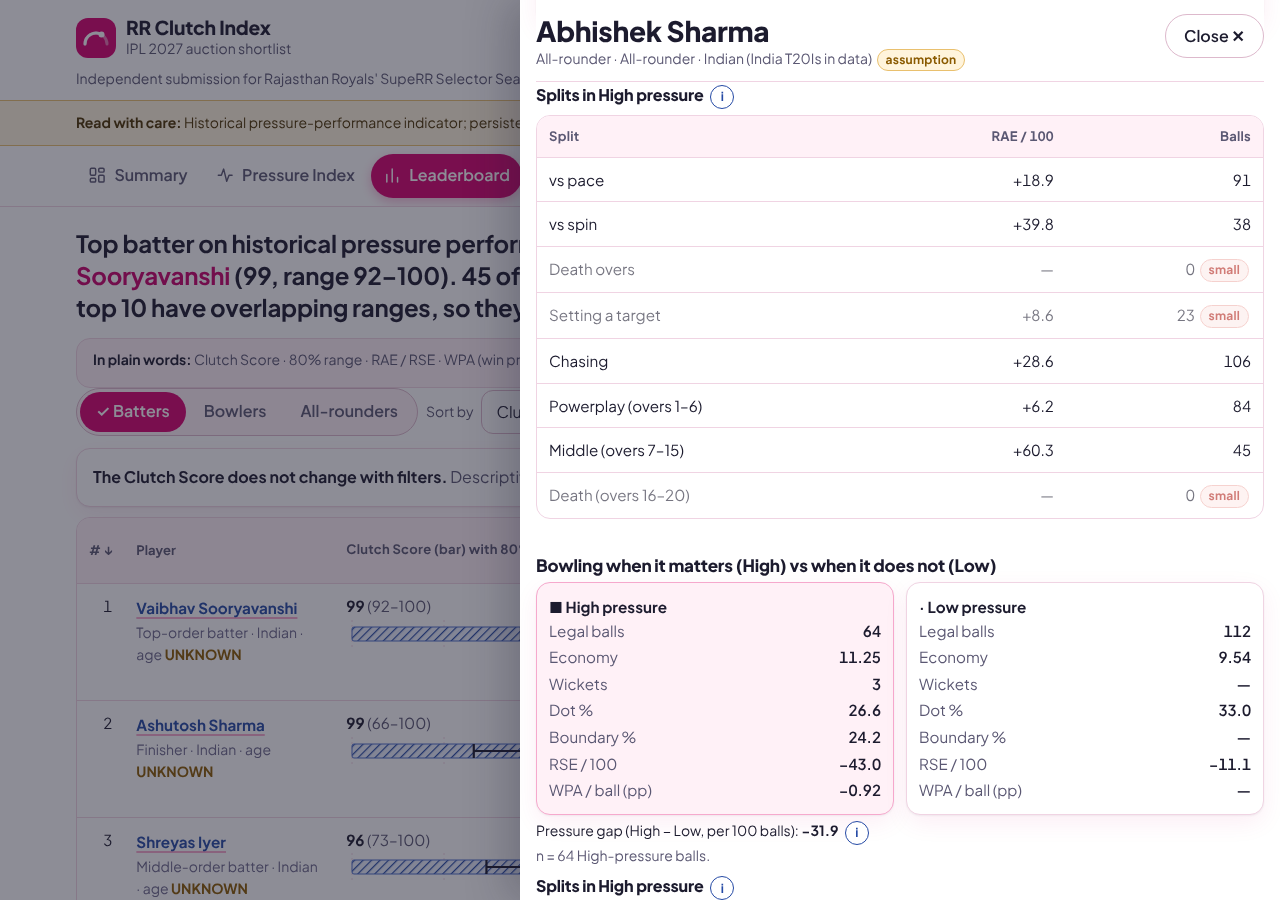 RR Clutch Index
IPL 2027 auction shortlist
Independent submission for Rajasthan Royals' SupeRR Selector Sea
Read with care: Historical pressure-performance indicator; persiste
Summary
Pressure Index
Leaderboard
Top batter on historical pressure perfor
Sooryavanshi (99, range 92–100). 45 of
top 10 have overlapping ranges, so they
In plain words: Clutch Score · 80% range · RAE / RSE · WPA (win pr
✓ Batters
Bowlers
All-rounders
Sort by
Clu
The Clutch Score does not change with filters. Descripti
# ↓ Player Clutch Score (bar) with 80
1 Vaibhav Sooryavanshi 99 (92–100)
Top-order batter · Indian ·
age UNKNOWN
2 Ashutosh Sharma 99 (66–100)
Finisher · Indian · age
UNKNOWN
3 Shreyas Iyer 96 (73–100)
Middle-order batter · Indian
· age UNKNOWN
Abhishek Sharma
All-rounder · All-rounder · Indian (India T20Is in data) assumption
Close ✕
Splits in High pressure i
Split RAE / 100 Balls
vs pace +18.9 91
vs spin +39.8 38
Death overs — 0 small
Setting a target +8.6 23 small
Chasing +28.6 106
Powerplay (overs 1–6) +6.2 84
Middle (overs 7–15) +60.3 45
Death (overs 16–20) — 0 small
Bowling when it matters (High) vs when it does not (Low)
■ High pressure
Legal balls 64
Economy 11.25
Wickets 3
Dot % 26.6
Boundary % 24.2
RSE / 100 −43.0
WPA / ball (pp) −0.92
· Low pressure
Legal balls 112
Economy 9.54
Wickets —
Dot % 33.0
Boundary % —
RSE / 100 −11.1
WPA / ball (pp) —
Pressure gap (High − Low, per 100 balls): −31.9 i
n = 64 High-pressure balls.
Splits in High pressure i